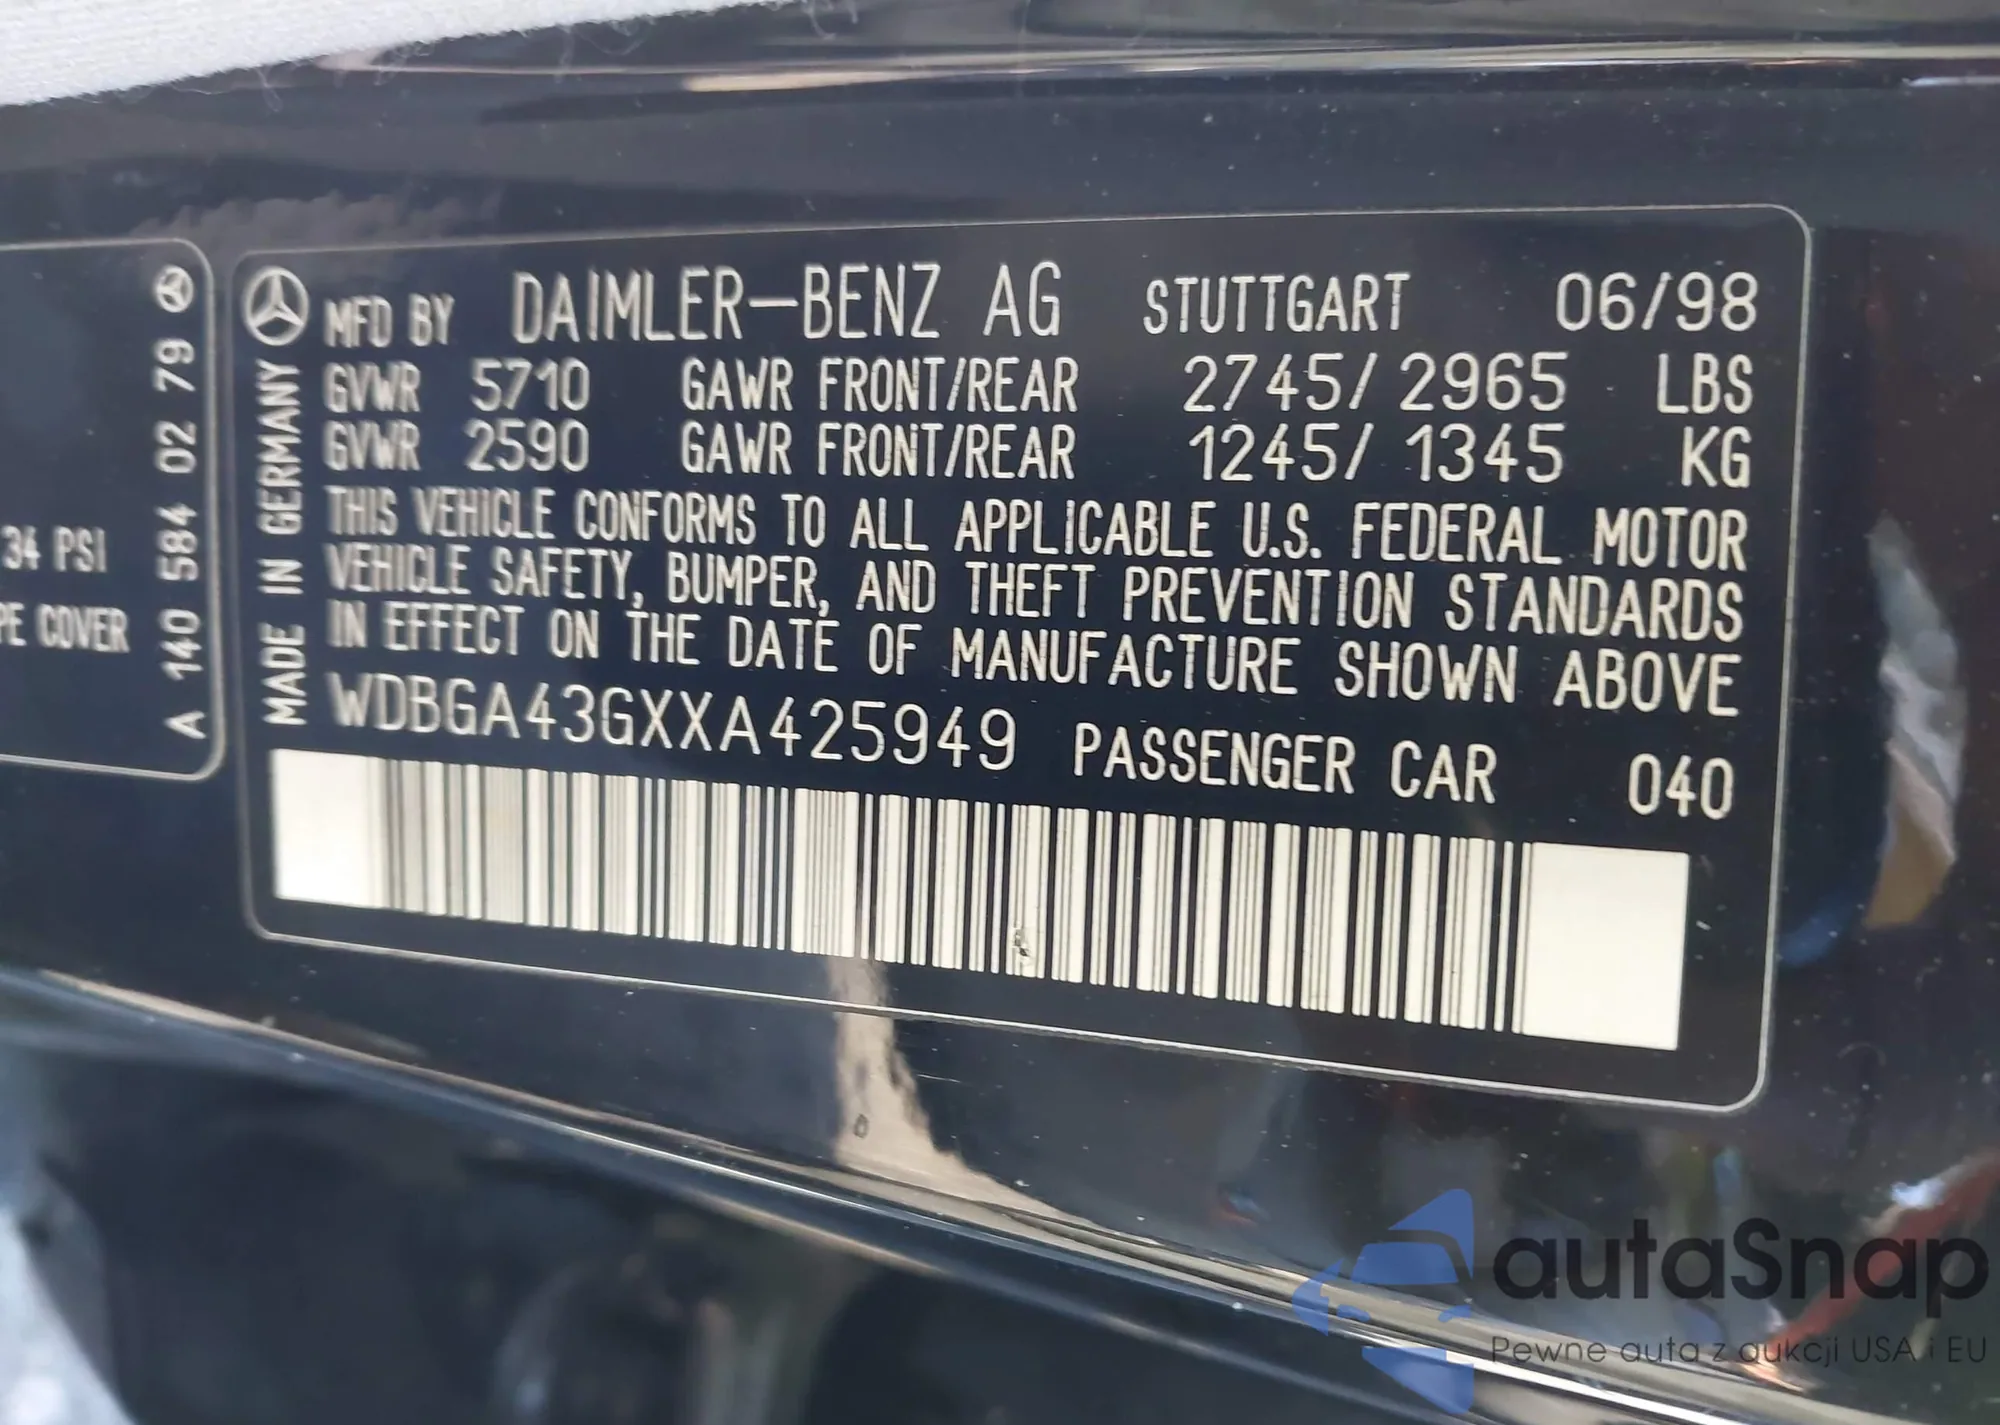 34 PSI
PE COVER
A 140 584 02 79
MADE IN GERMANY
MFD BY DAIMLER-BENZ AG STUTTGART 06/98
GVWR 5710 GAWR FRONT/REAR 2745/ 2965 LBS
GVWR 2590 GAWR FRONT/REAR 1245/ 1345 KG
THIS VEHICLE CONFORMS TO ALL APPLICABLE U.S. FEDERAL MOTOR
VEHICLE SAFETY, BUMPER, AND THEFT PREVENTION STANDARDS
IN EFFECT ON THE DATE OF MANUFACTURE SHOWN ABOVE
WDBGA43GXXA425949 PASSENGER CAR 040
autaSnap
Pewne auta z aukcji USA i EU